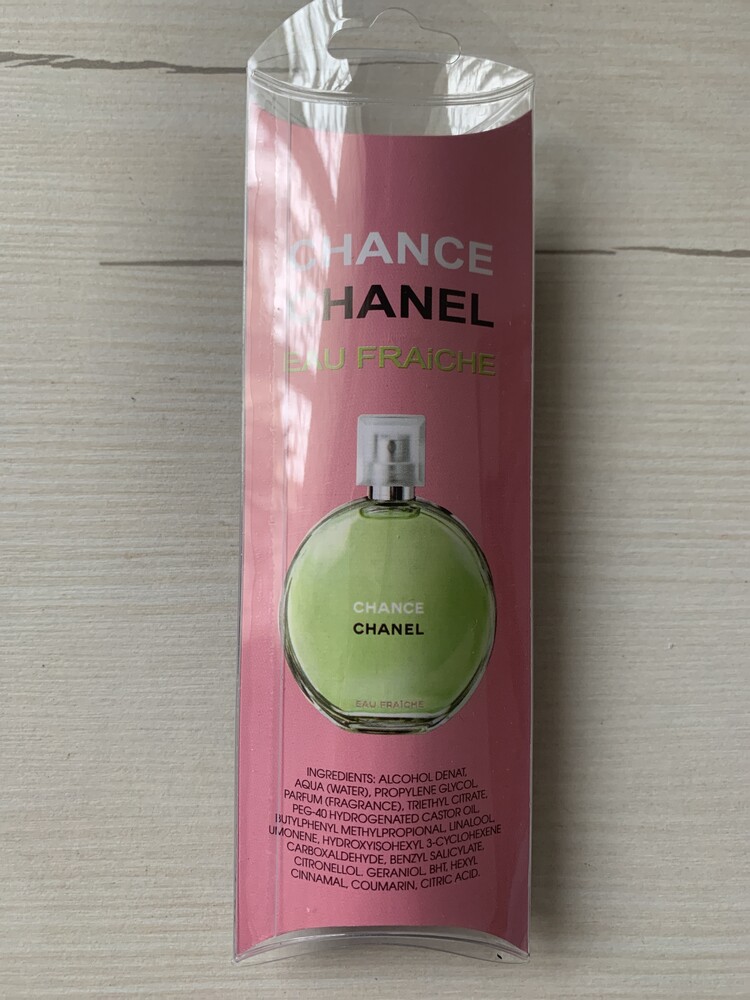 CHANCE
CHANEL
EAU FRAiCHE
CHANCE
CHANEL
EAU FRAÎCHE
INGREDIENTS: ALCOHOL DENAT,
AQUA (WATER), PROPYLENE GLYCOL,
PARFUM (FRAGRANCE), TRIETHYL CITRATE,
PEG-40 HYDROGENATED CASTOR OIL,
BUTYLPHENYL METHYLPROPIONAL, LINALOOL,
LIMONENE, HYDROXYISOHEXYL 3-CYCLOHEXENE
CARBOXALDEHYDE, BENZYL SALICYLATE,
CITRONELLOL. GERANIOL. BHT, HEXYL
CINNAMAL, COUMARIN, CITRIC ACID.